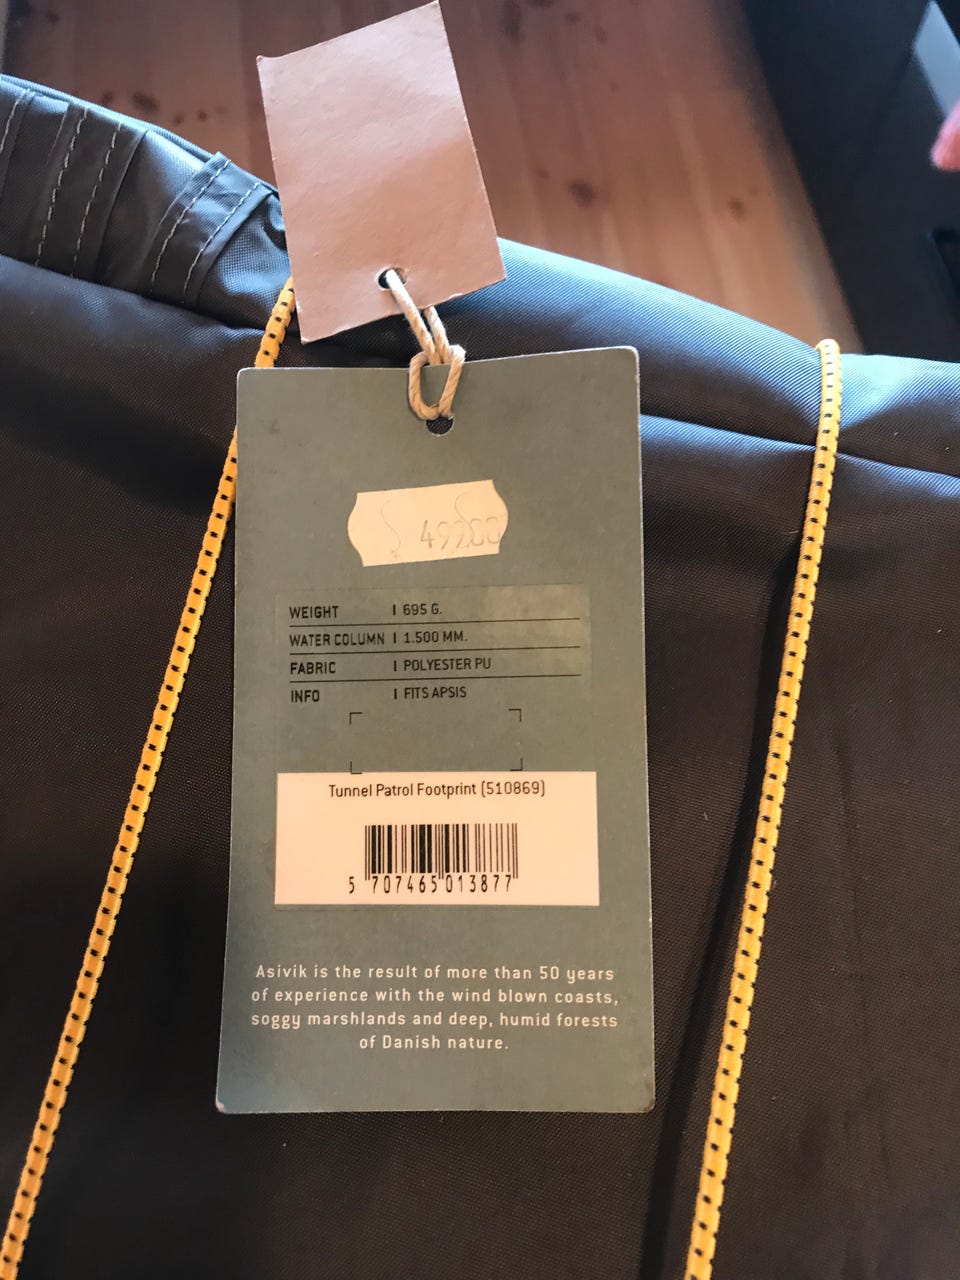 499.00
WEIGHT | 695 G.
WATER COLUMN | 1.500 MM.
FABRIC | POLYESTER PU
INFO | FITS APSIS
Tunnel Patrol Footprint (510869)
5 707465 013877
Asivik is the result of more than 50 years
of experience with the wind blown coasts,
soggy marshlands and deep, humid forests
of Danish nature.